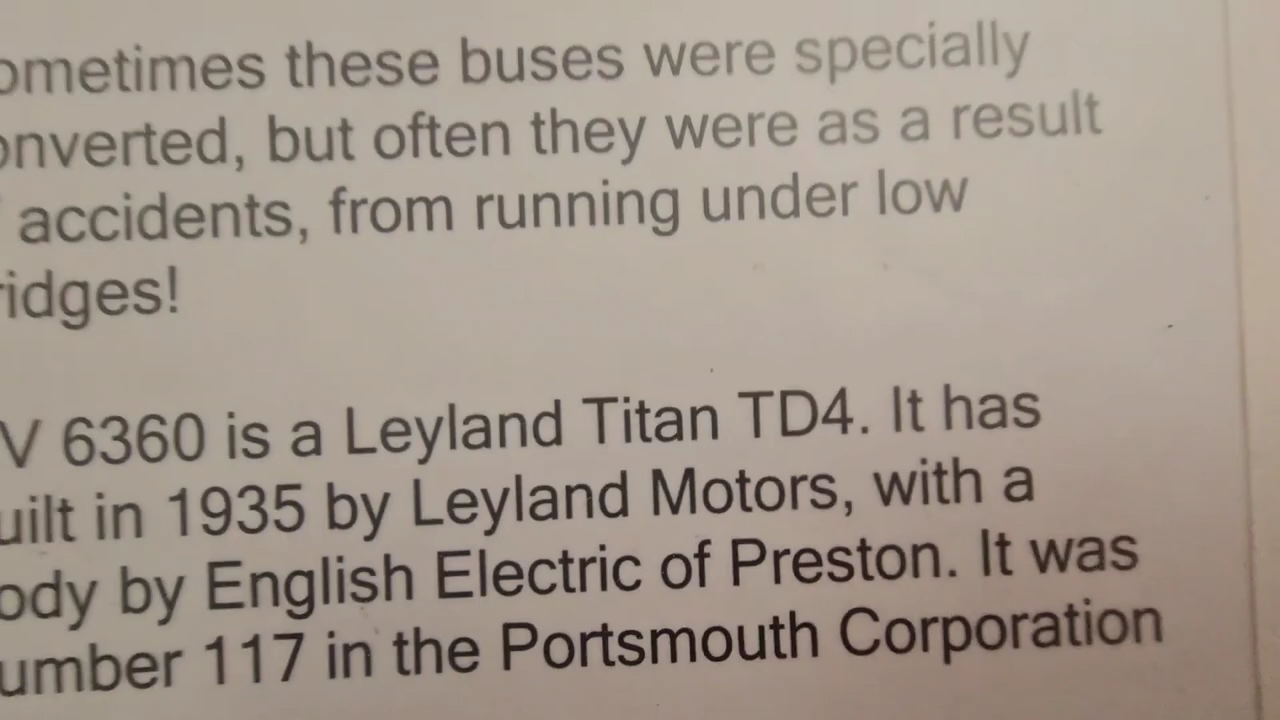 ometimes these buses were specially
onverted, but often they were as a result
accidents, from running under low
ridges!
V 6360 is a Leyland Titan TD4. It has
uilt in 1935 by Leyland Motors, with a
ody by English Electric of Preston. It was
umber 117 in the Portsmouth Corporation